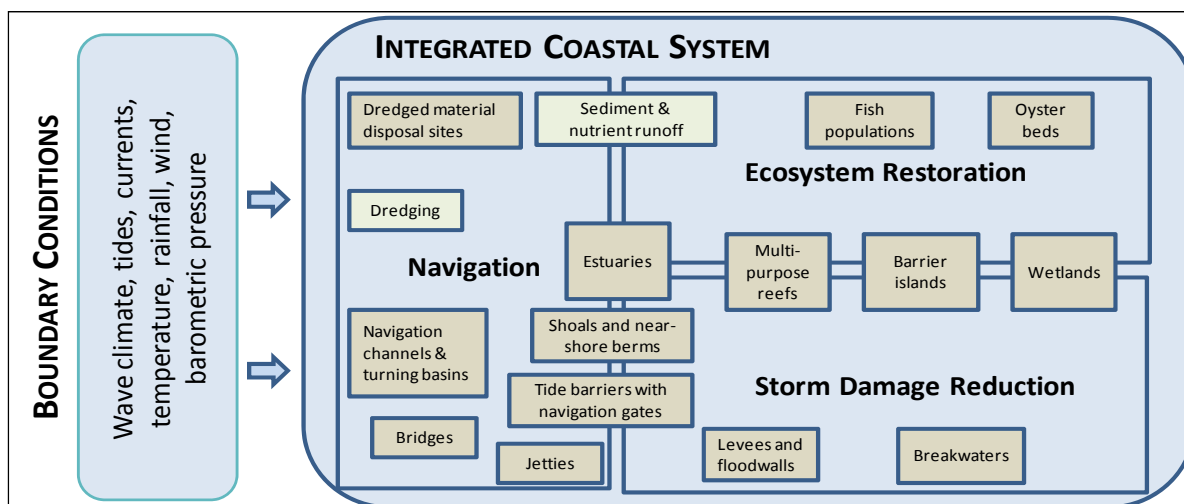 BOUNDARY CONDITIONS
Wave climate, tides, currents,
temperature, rainfall, wind,
barometric pressure
INTEGRATED COASTAL SYSTEM
Dredged material
disposal sites
Sediment &
nutrient runoff
Fish
populations
Oyster
beds
Ecosystem Restoration
Dredging
Navigation
Estuaries
Multi-
purpose
reefs
Barrier
islands
Wetlands
Navigation
channels &
turning basins
Shoals and near-
shore berms
Tide barriers with
navigation gates
Storm Damage Reduction
Bridges
Jetties
Levees and
floodwalls
Breakwaters